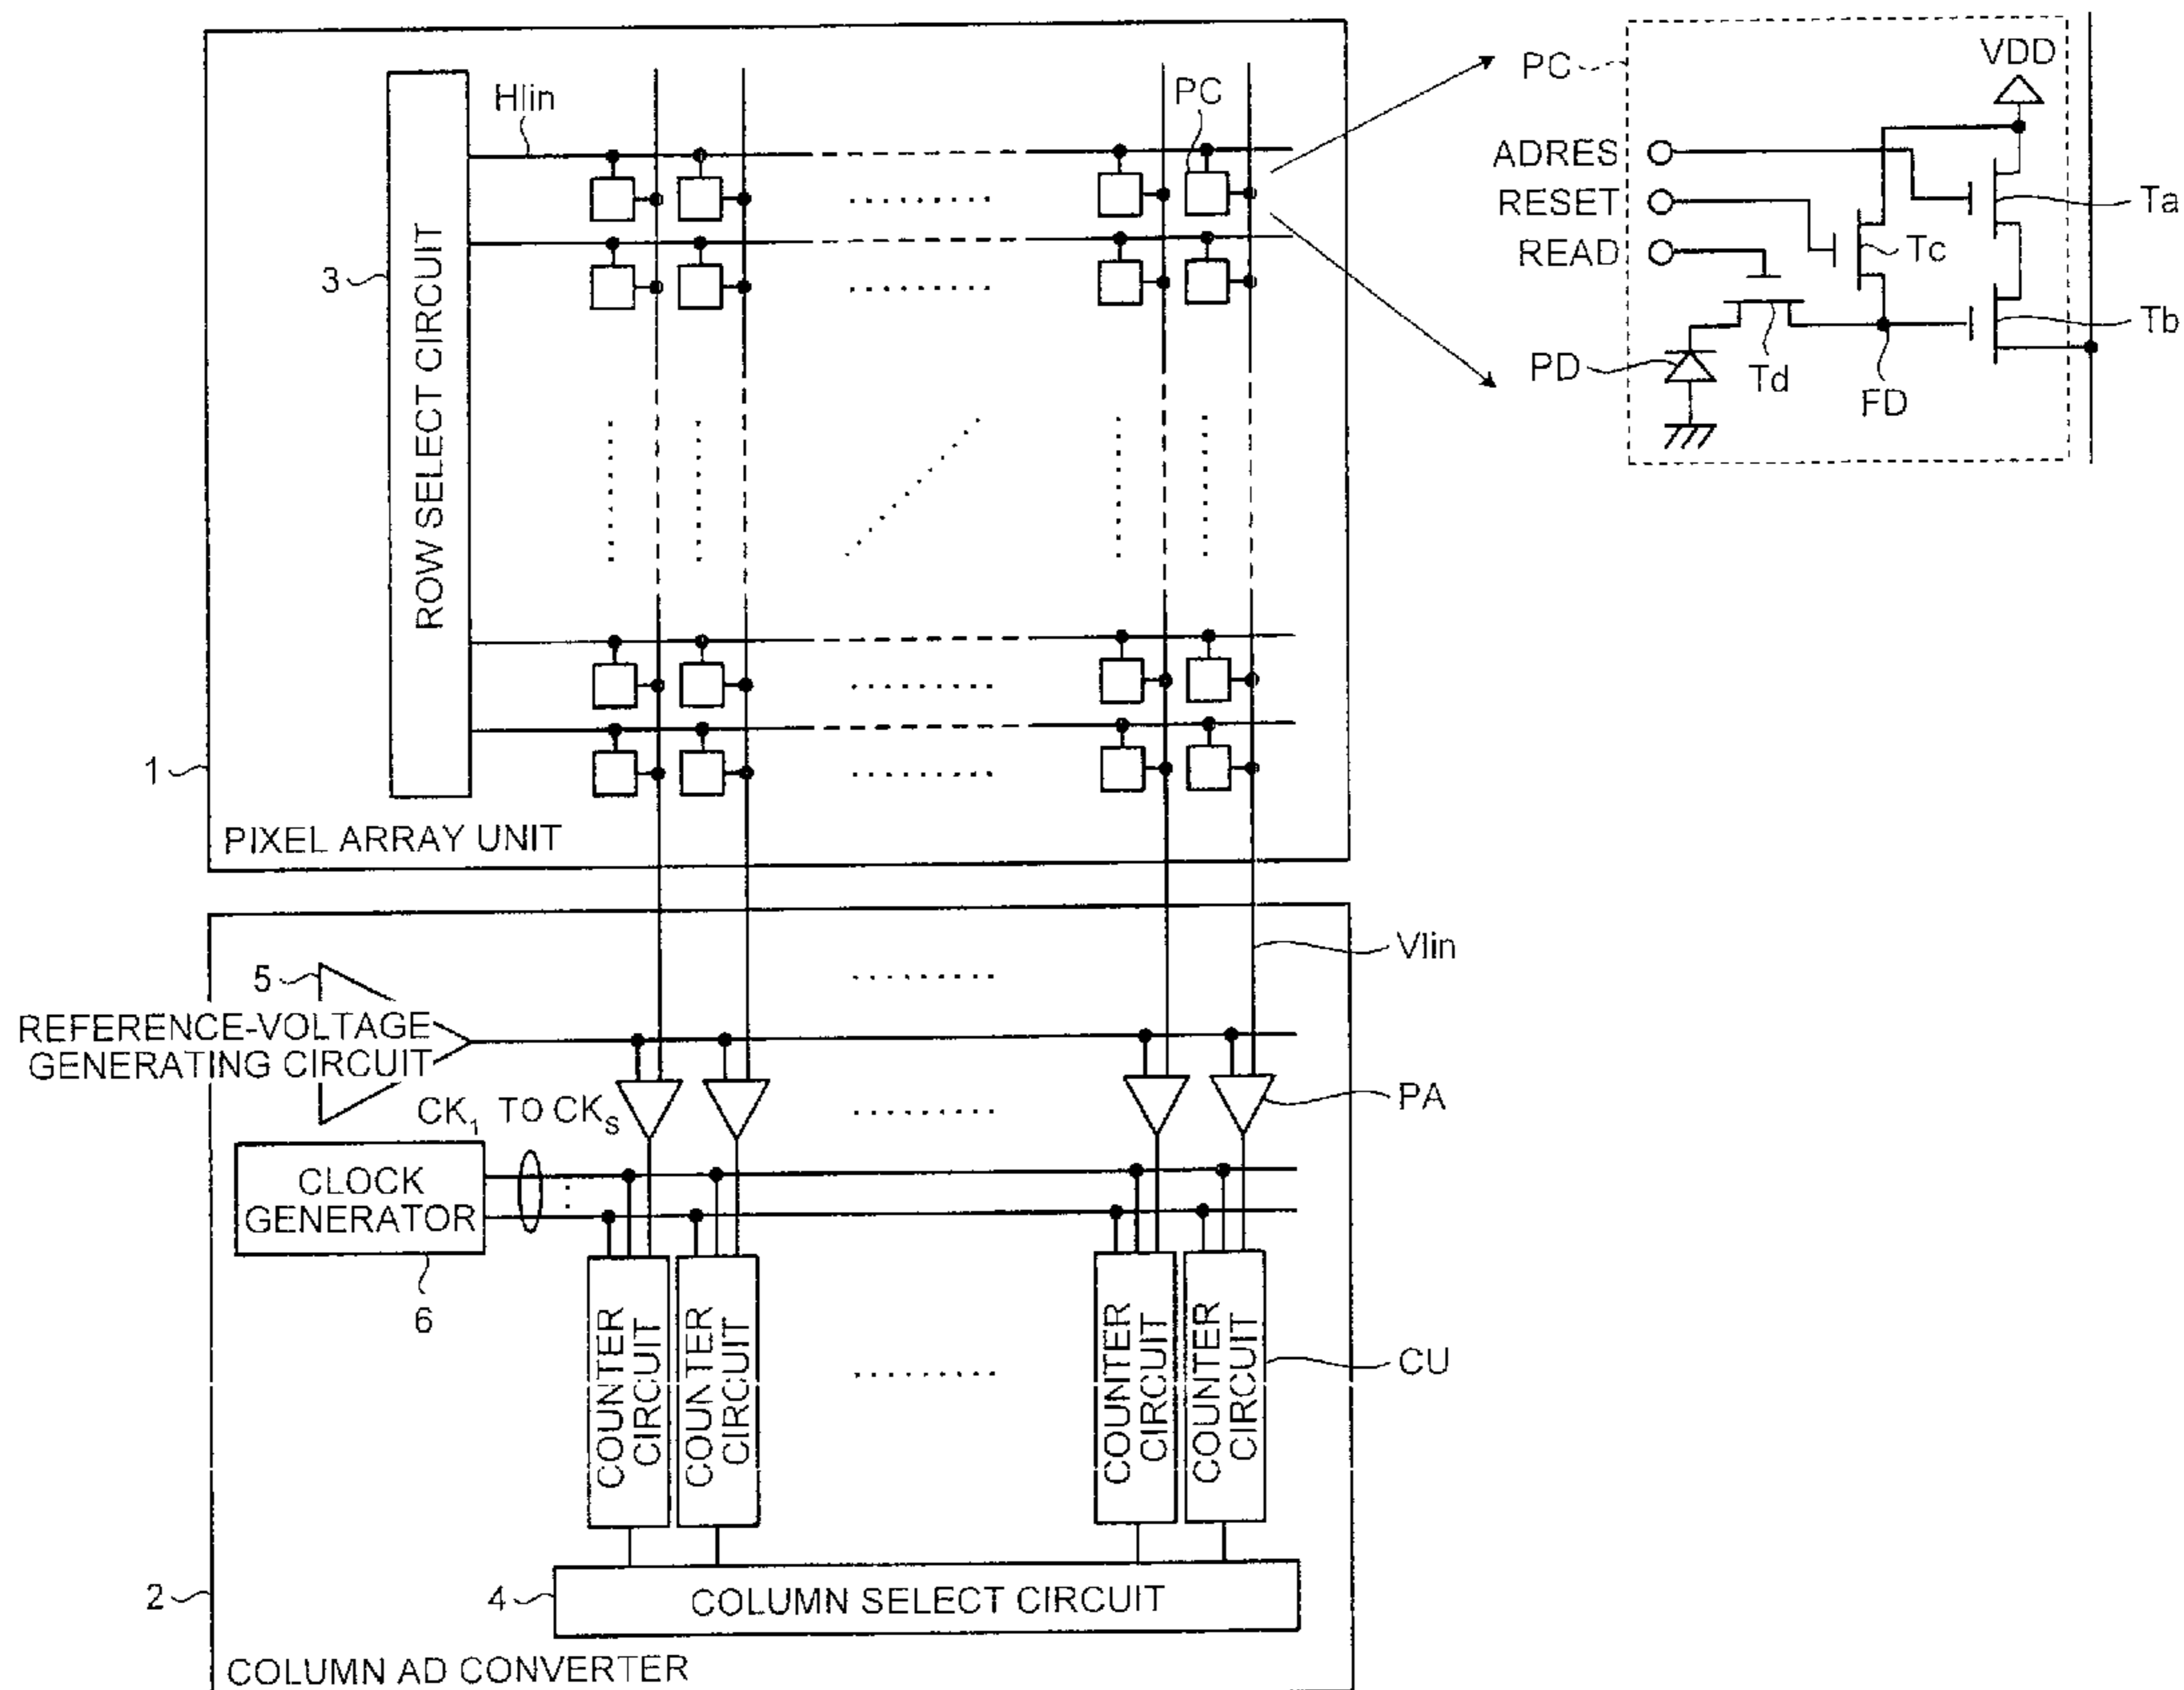 Hlin
PC
3
ROW SELECT CIRCUIT
1
PIXEL ARRAY UNIT
PC
VDD
ADRES
RESET
READ
Ta
Tc
Tb
PD
Td
FD
Vlin
5
REFERENCE-VOLTAGE
GENERATING CIRCUIT
CK₁ TO CKₛ
PA
CLOCK
GENERATOR
6
COUNTER
CIRCUIT
COUNTER
CIRCUIT
COUNTER
CIRCUIT
COUNTER
CIRCUIT
CU
2
4
COLUMN SELECT CIRCUIT
COLUMN AD CONVERTER